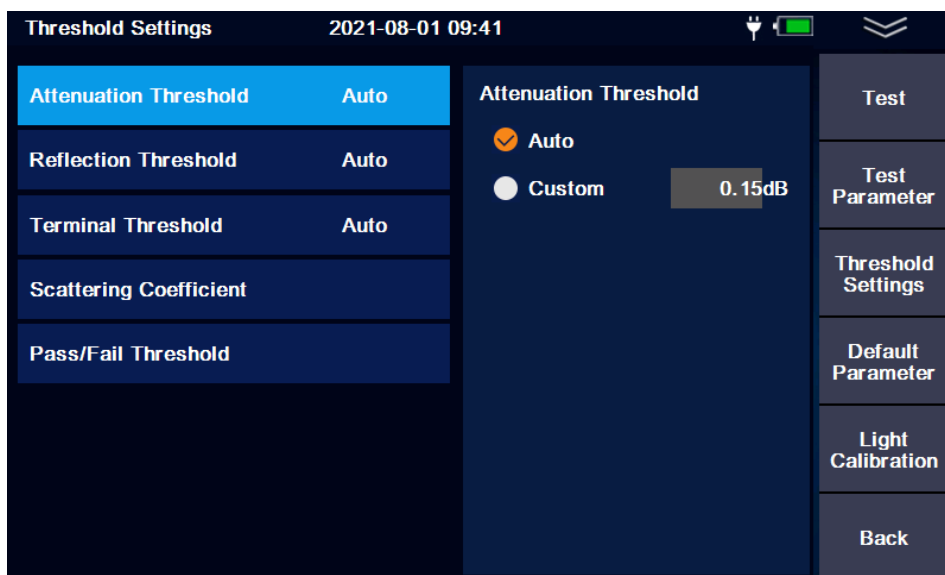 Threshold Settings 2021-08-01 09:41
Attenuation Threshold Auto
Reflection Threshold Auto
Terminal Threshold Auto
Scattering Coefficient
Pass/Fail Threshold
Attenuation Threshold
Auto
Custom 0.15dB
Test
Test
Parameter
Threshold
Settings
Default
Parameter
Light
Calibration
Back